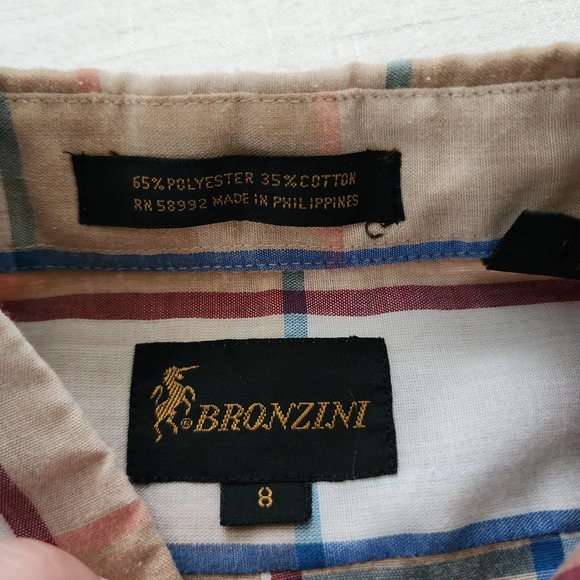 65% POLYESTER 35% COTTON
RN 58992 MADE IN PHILIPPINES
®BRONZINI
8